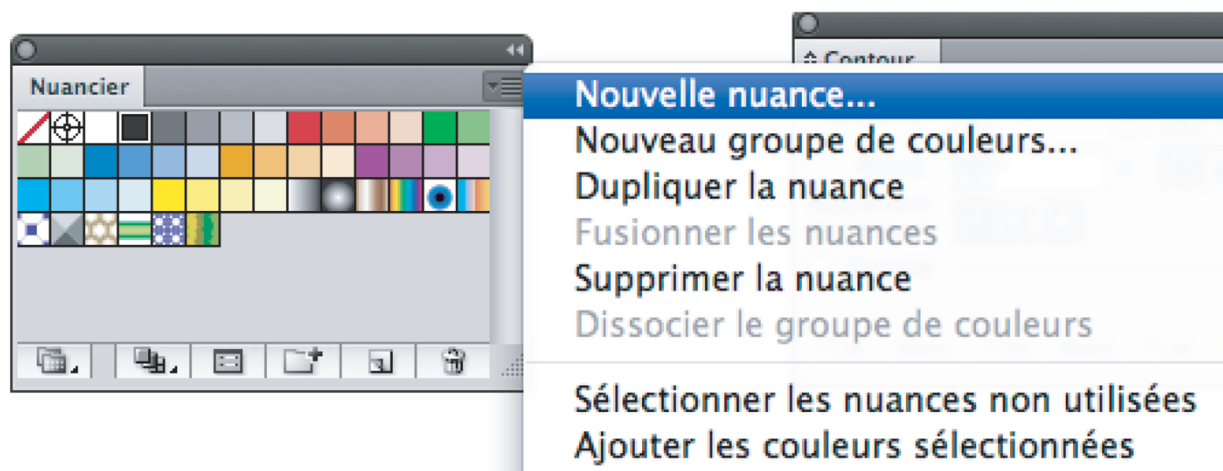 Nuancier
Contour
Nouvelle nuance...
Nouveau groupe de couleurs...
Dupliquer la nuance
Fusionner les nuances
Supprimer la nuance
Dissocier le groupe de couleurs
Sélectionner les nuances non utilisées
Ajouter les couleurs sélectionnées